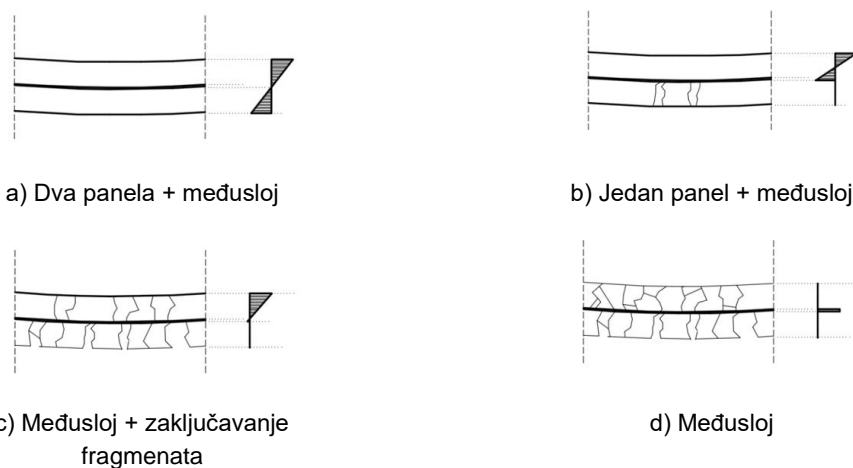 a) Dva panela + međusloj
b) Jedan panel + međusloj
c) Međusloj + zaključavanje
fragmenata
d) Međusloj